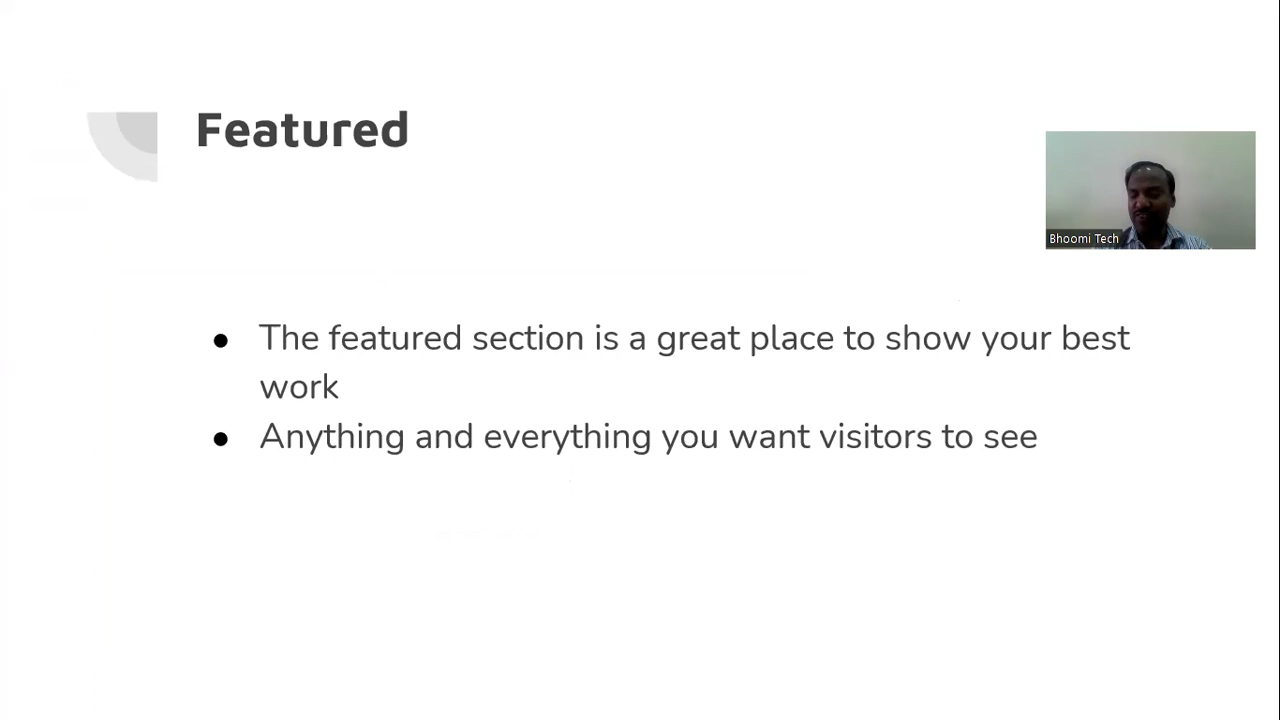 Featured
Bhoomi Tech
The featured section is a great place to show your best
work
Anything and everything you want visitors to see